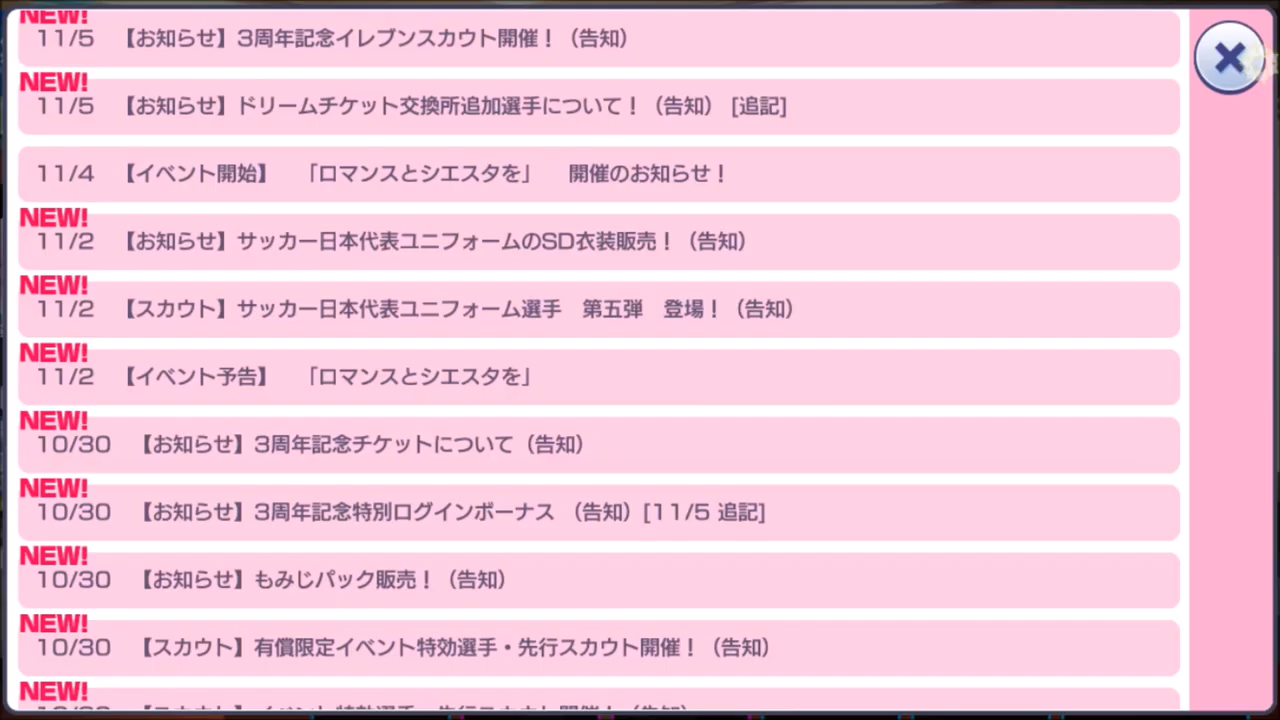 NEW!
11/5 【お知らせ】3周年記念イレブンスカウト開催！（告知）
NEW!
11/5 【お知らせ】ドリームチケット交換所追加選手について！（告知） [追記]
11/4 【イベント開始】 「ロマンスとシエスタを」 開催のお知らせ！
NEW!
11/2 【お知らせ】サッカー日本代表ユニフォームのSD衣装販売！（告知）
NEW!
11/2 【スカウト】サッカー日本代表ユニフォーム選手 第五弾 登場！（告知）
NEW!
11/2 【イベント予告】 「ロマンスとシエスタを」
NEW!
10/30 【お知らせ】3周年記念チケットについて（告知）
NEW!
10/30 【お知らせ】3周年記念特別ログインボーナス （告知）[11/5 追記]
NEW!
10/30 【お知らせ】もみじパック販売！（告知）
NEW!
10/30 【スカウト】有償限定イベント特効選手・先行スカウト開催！（告知）
NEW!